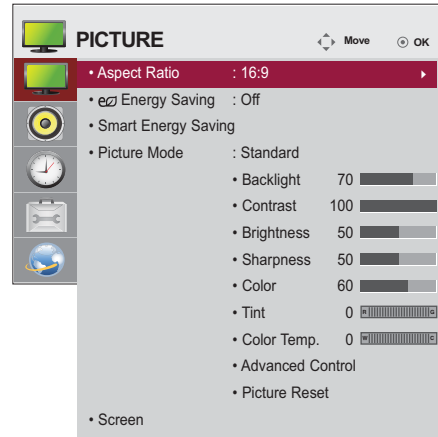 PICTURE Move OK
• Aspect Ratio : 16:9
• Energy Saving : Off
• Smart Energy Saving
• Picture Mode : Standard
• Backlight 70
• Contrast 100
• Brightness 50
• Sharpness 50
• Color 60
• Tint 0 R G
• Color Temp. 0 W C
• Advanced Control
• Picture Reset
• Screen